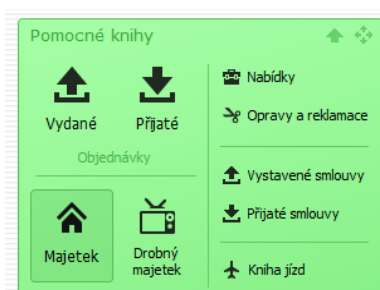 Pomocné knihy
Vydané
Přijaté
Objednávky
Majetek
Drobný
majetek
Nabídky
Opravy a reklamace
Vystavené smlouvy
Přijaté smlouvy
Kniha jízd